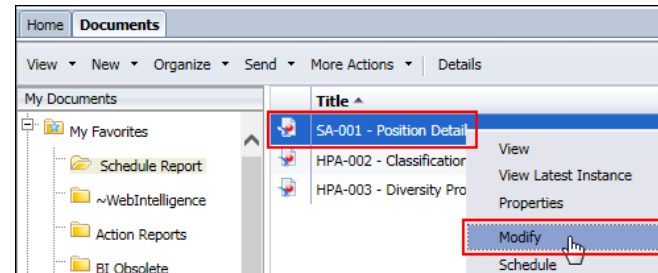 Home Documents
View New Organize Send More Actions Details
My Documents
Title
My Favorites
Schedule Report
~WebIntelligence
Action Reports
BI Obsolete
SA-001 - Position Detail
HPA-002 - Classification
HPA-003 - Diversity Pro
View
View Latest Instance
Properties
Modify
Schedule